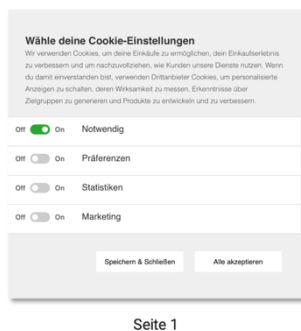 Wähle deine Cookie-Einstellungen
Wir verwenden Cookies, um deine Einkäufe zu ermöglichen, dein Einkaufserlebnis
zu verbessern und um nachzuvollziehen, wie Kunden unsere Dienste nutzen. Wenn
du damit einverstanden bist, verwenden Drittanbieter Cookies, um personalisierte
Anzeigen zu schalten, deren Wirksamkeit zu messen, Erkenntnisse über
Zielgruppen zu generieren und Produkte zu entwickeln und zu verbessern.
Off On Notwendig
Off On Präferenzen
Off On Statistiken
Off On Marketing
Speichern & Schließen Alle akzeptieren
Seite 1